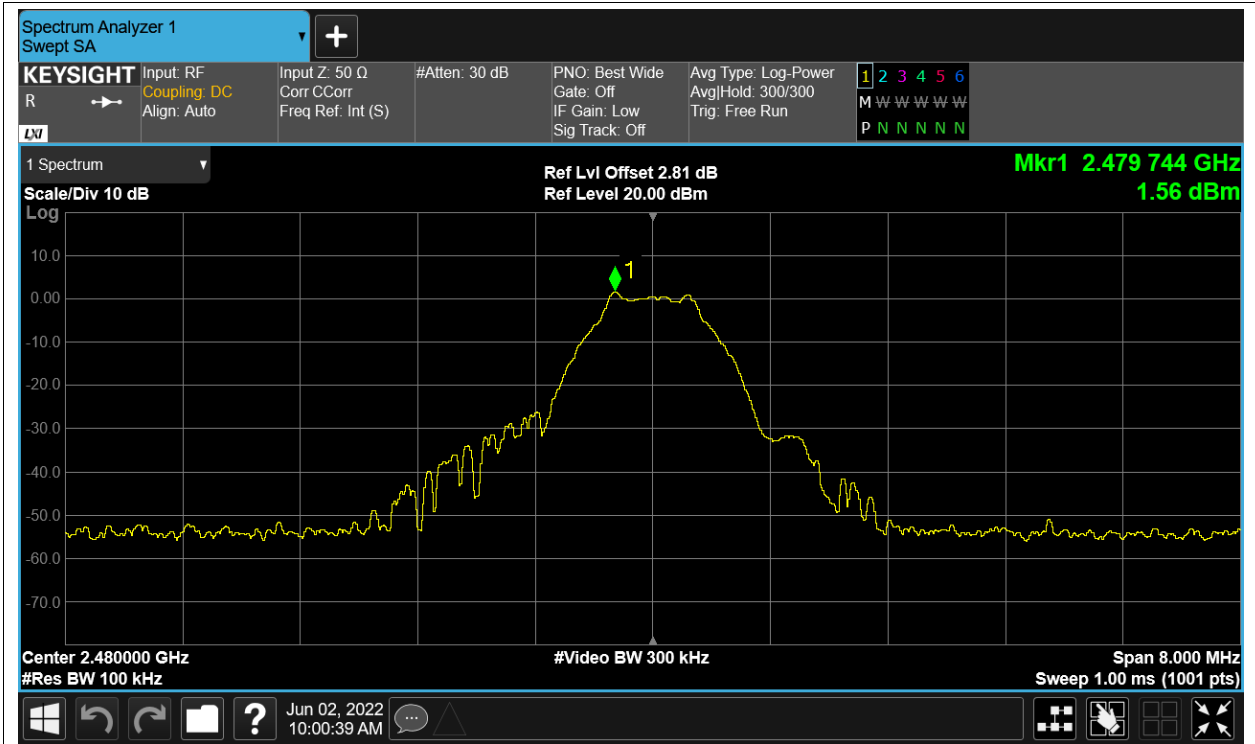 Spectrum Analyzer 1
Swept SA
KEYSIGHT
R
LXI
Input: RF
Coupling: DC
Align: Auto
Input Z: 50 Ω
Corr CCorr
Freq Ref: Int (S)
#Atten: 30 dB
PNO: Best Wide
Gate: Off
IF Gain: Low
Sig Track: Off
Avg Type: Log-Power
Avg|Hold: 300/300
Trig: Free Run
1 2 3 4 5 6
M W W W W W
P N N N N N
1 Spectrum
Scale/Div 10 dB
Log
Ref Lvl Offset 2.81 dB
Ref Level 20.00 dBm
Mkr1 2.479 744 GHz
1.56 dBm
1
10.0
0.00
-10.0
-20.0
-30.0
-40.0
-50.0
-60.0
-70.0
Center 2.480000 GHz
#Res BW 100 kHz
#Video BW 300 kHz
Span 8.000 MHz
Sweep 1.00 ms (1001 pts)
?
Jun 02, 2022
10:00:39 AM